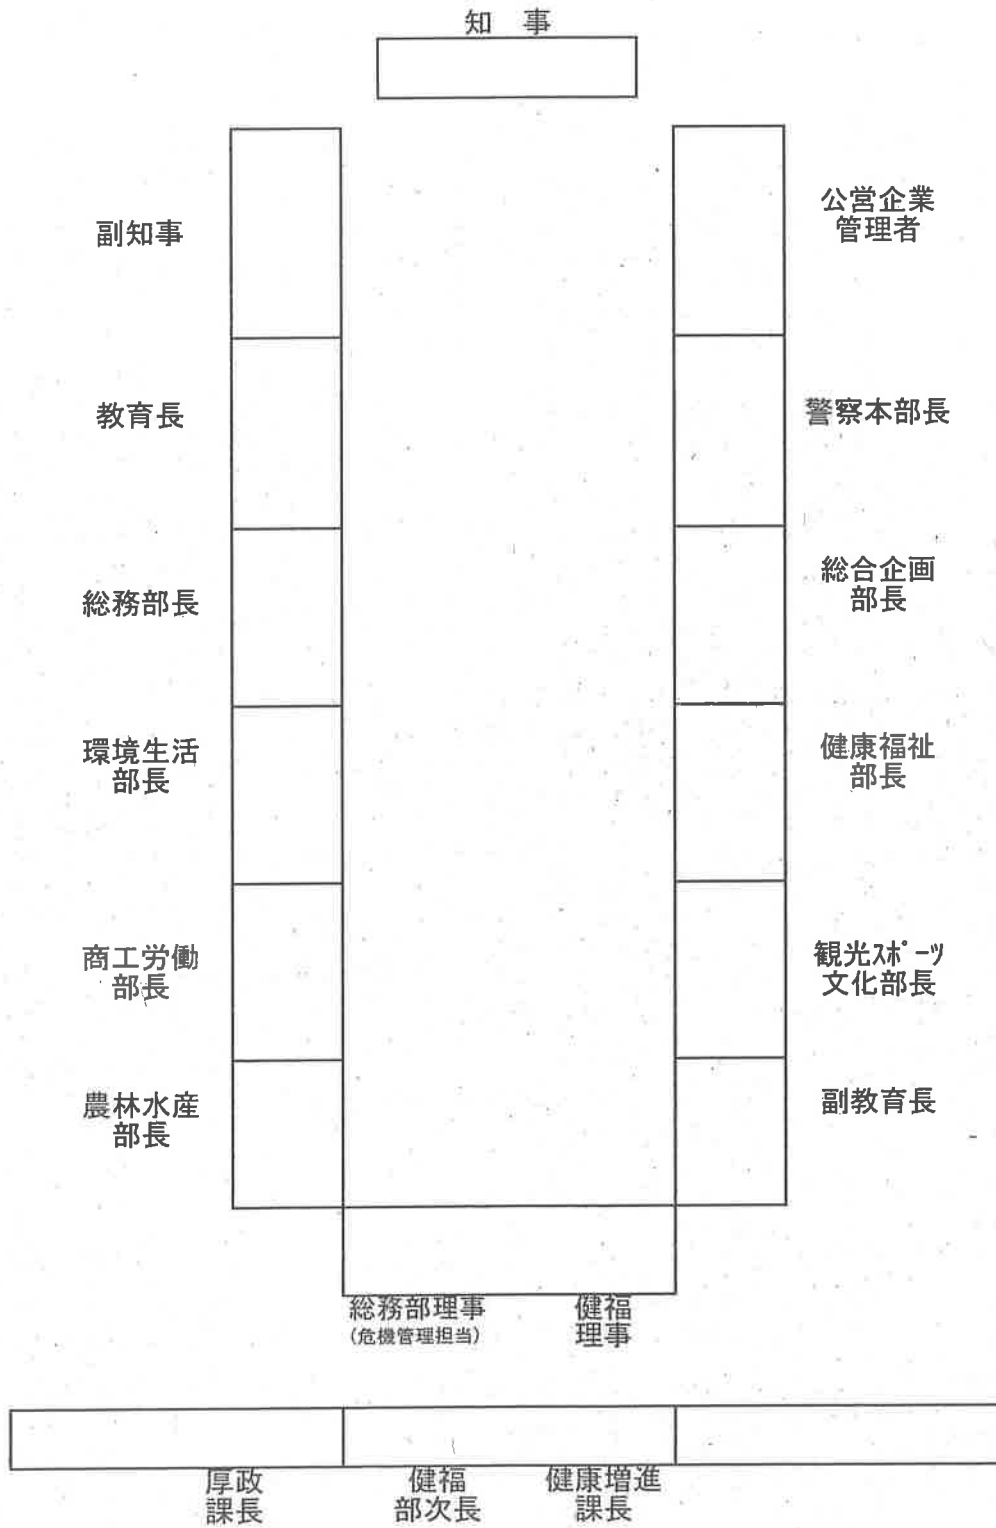 知 事
副知事
公営企業
管理者
教育長
警察本部長
総務部長
総合企画
部長
環境生活
部長
健康福祉
部長
商工労働
部長
観光ｽﾎﾟｰﾂ
文化部長
農林水産
部長
副教育長
総務部理事
(危機管理担当)
健福
理事
厚政
課長
健福
部次長
健康増進
課長